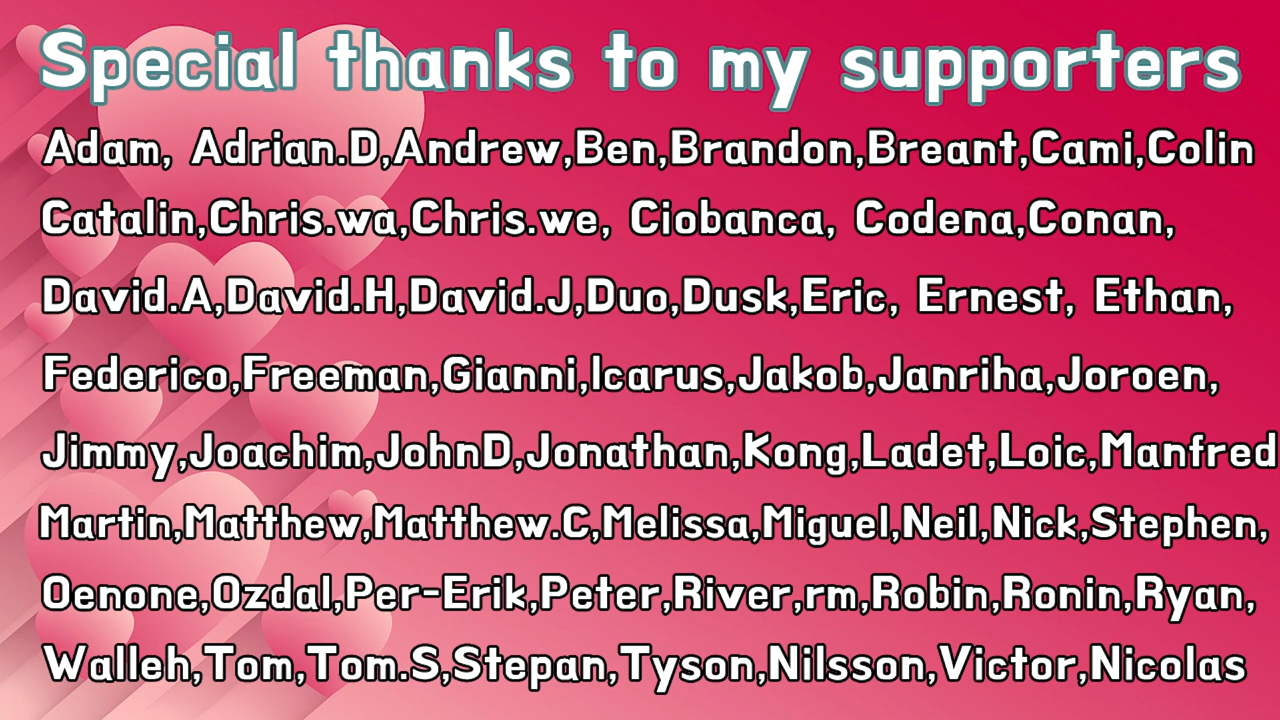 Special thanks to my supporters
Adam, Adrian.D,Andrew,Ben,Brandon,Breant,Cami,Colin
Catalin,Chris.wa,Chris.we, Ciobanca, Codena,Conan,
David.A,David.H,David.J,Duo,Dusk,Eric, Ernest, Ethan,
Federico,Freeman,Gianni,Icarus,Jakob,Janriha,Joroen,
Jimmy,Joachim,JohnD,Jonathan,Kong,Ladet,Loic,Manfred
Martin,Matthew,Matthew.C,Melissa,Miguel,Neil,Nick,Stephen,
Oenone,Ozdal,Per-Erik,Peter,River,rm,Robin,Ronin,Ryan,
Walleh,Tom,Tom.S,Stepan,Tyson,Nilsson,Victor,Nicolas